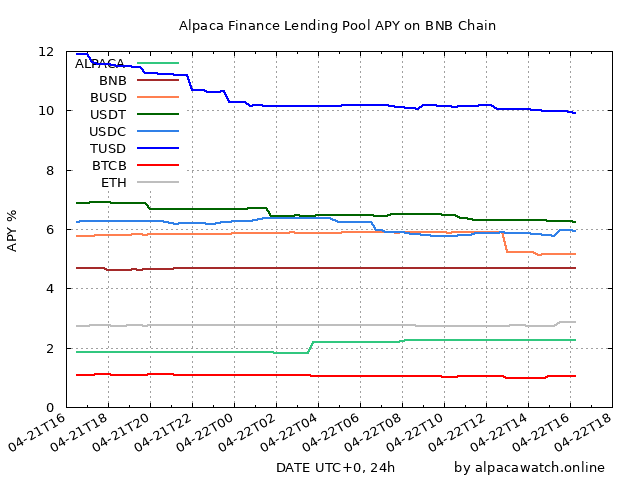 Alpaca Finance Lending Pool APY on BNB Chain
12
10
8
6
4
2
0
APY %
ALPACA
BNB
BUSD
USDT
USDC
TUSD
BTCB
ETH
04-21T16
04-21T18
04-21T20
04-21T22
04-22T00
04-22T02
04-22T04
04-22T06
04-22T08
04-22T10
04-22T12
04-22T14
04-22T16
04-22T18
DATE UTC+0, 24h
by alpacawatch.online